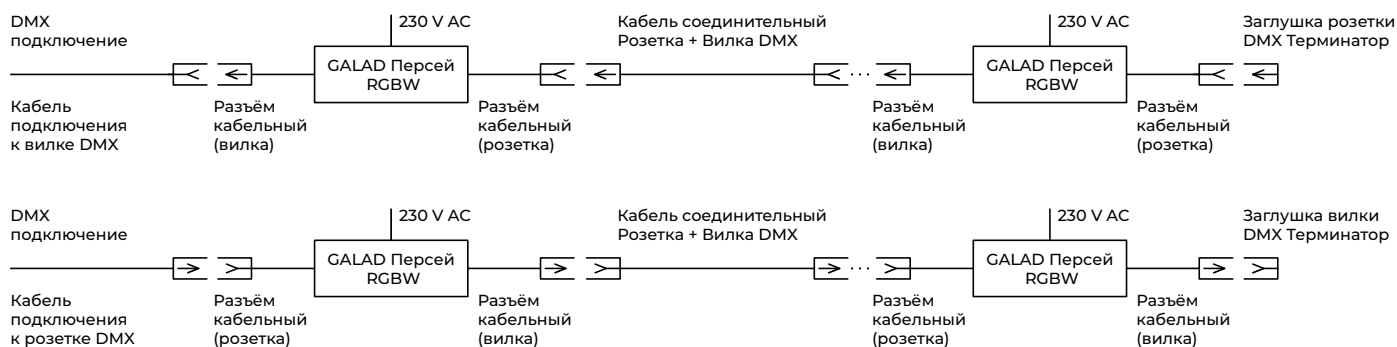 DMX
подключение
230 V AC
Кабель соединительный
Розетка + Вилка DMX
230 V AC
Заглушка розетки
DMX Терминатор
GALAD Персей
RGBW
GALAD Персей
RGBW
Кабель
подключения
к вилке DMX
Разъём
кабельный
(вилка)
Разъём
кабельный
(розетка)
Разъём
кабельный
(вилка)
Разъём
кабельный
(розетка)
DMX
подключение
230 V AC
Кабель соединительный
Розетка + Вилка DMX
230 V AC
Заглушка вилки
DMX Терминатор
GALAD Персей
RGBW
GALAD Персей
RGBW
Кабель
подключения
к розетке DMX
Разъём
кабельный
(розетка)
Разъём
кабельный
(вилка)
Разъём
кабельный
(розетка)
Разъём
кабельный
(вилка)